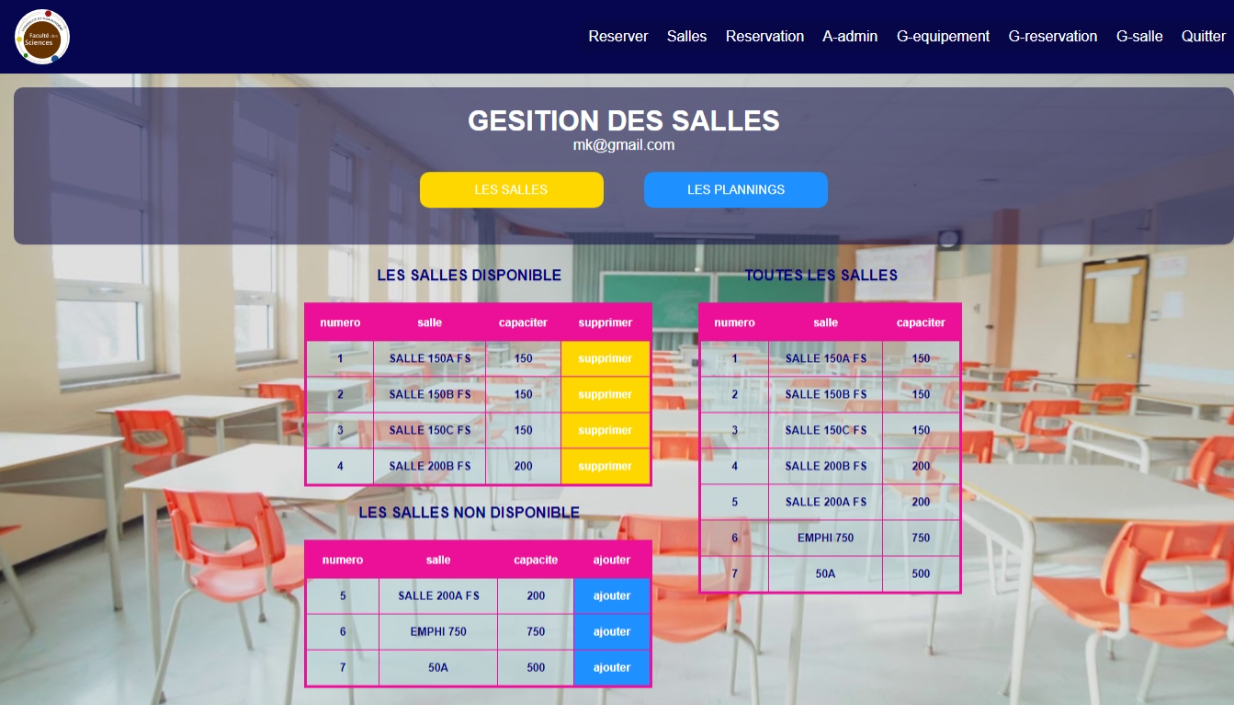 Faculté des
Sciences
Reserver Salles Reservation A-admin G-equipement G-reservation G-salle Quitter
GESITION DES SALLES
mk@gmail.com
LES SALLES LES PLANNINGS
LES SALLES DISPONIBLE
numero salle capaciter supprimer
1 SALLE 150A FS 150 supprimer
2 SALLE 150B FS 150 supprimer
3 SALLE 150C FS 150 supprimer
4 SALLE 200B FS 200 supprimer
LES SALLES NON DISPONIBLE
numero salle capacite ajouter
5 SALLE 200A FS 200 ajouter
6 EMPHI 750 750 ajouter
7 50A 500 ajouter
TOUTES LES SALLES
numero salle capaciter
1 SALLE 150A FS 150
2 SALLE 150B FS 150
3 SALLE 150C FS 150
4 SALLE 200B FS 200
5 SALLE 200A FS 200
6 EMPHI 750 750
7 50A 500